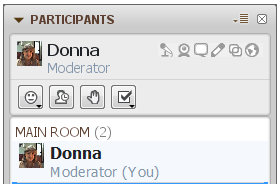 PARTICIPANTS
Donna
Moderator
MAIN ROOM (2)
Donna
Moderator (You)